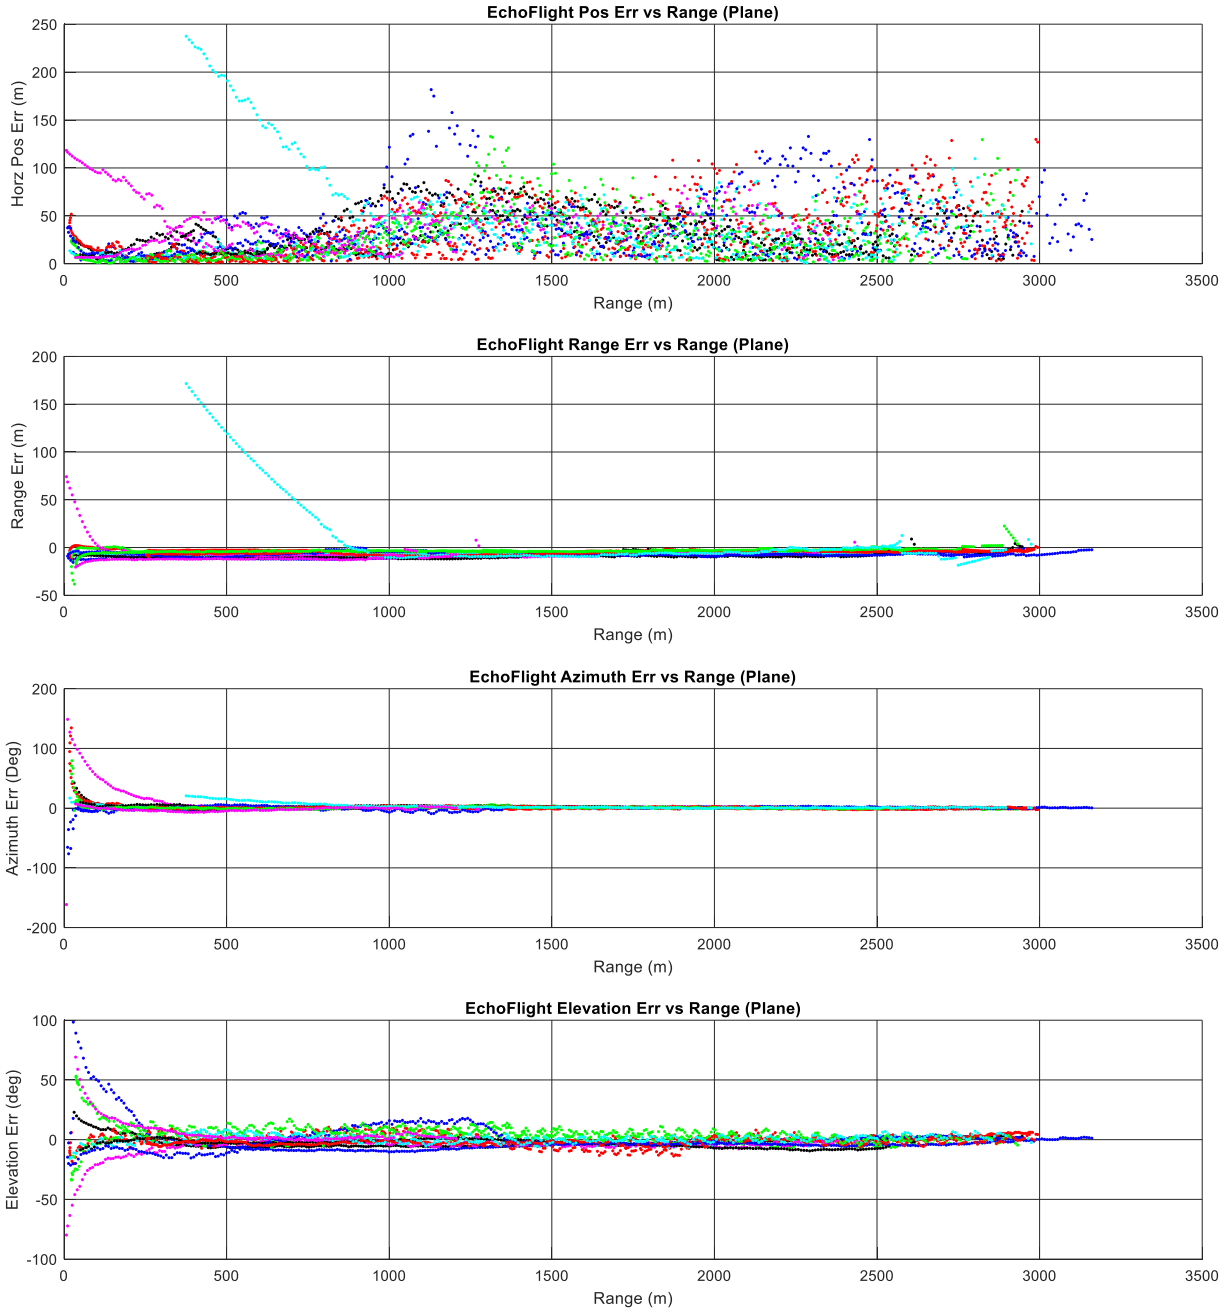 EchoFlight Pos Err vs Range (Plane)
250
200
150
100
50
0
Horz Pos Err (m)
0 500 1000 1500 2000 2500 3000 3500
Range (m)
EchoFlight Range Err vs Range (Plane)
200
150
100
50
0
-50
Range Err (m)
0 500 1000 1500 2000 2500 3000 3500
Range (m)
EchoFlight Azimuth Err vs Range (Plane)
200
100
0
-100
-200
Azimuth Err (Deg)
0 500 1000 1500 2000 2500 3000 3500
Range (m)
EchoFlight Elevation Err vs Range (Plane)
100
50
0
-50
-100
Elevation Err (deg)
0 500 1000 1500 2000 2500 3000 3500
Range (m)